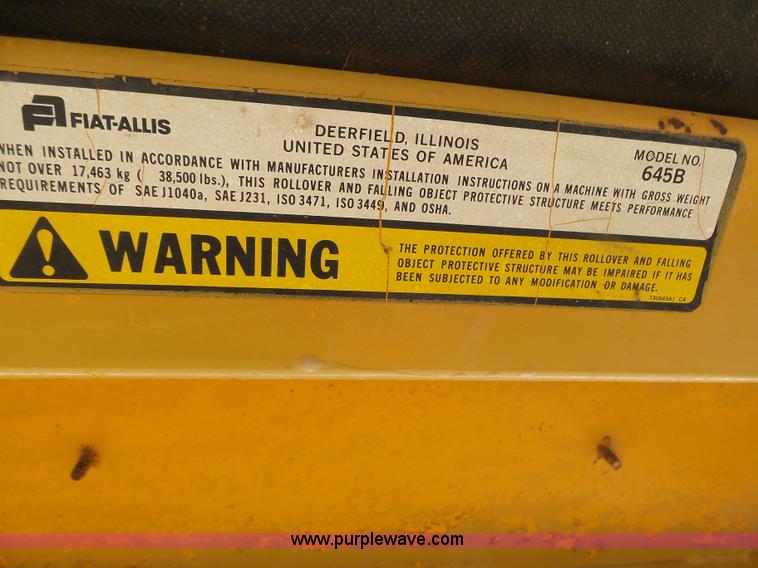 FIAT-ALLIS
DEERFIELD, ILLINOIS
UNITED STATES OF AMERICA
MODEL NO.
645B
WHEN INSTALLED IN ACCORDANCE WITH MANUFACTURERS INSTALLATION INSTRUCTIONS ON A MACHINE WITH GROSS WEIGHT
NOT OVER 17,463 kg ( 38,500 lbs.), THIS ROLLOVER AND FALLING OBJECT PROTECTIVE STRUCTURE MEETS PERFORMANCE
REQUIREMENTS OF SAE J1040a, SAE J231, ISO 3471, ISO 3449, AND OSHA.
WARNING
THE PROTECTION OFFERED BY THIS ROLLOVER AND FALLING
OBJECT PROTECTIVE STRUCTURE MAY BE IMPAIRED IF IT HAS
BEEN SUBJECTED TO ANY MODIFICATION OR DAMAGE.
73066561 CA
www.purplewave.com